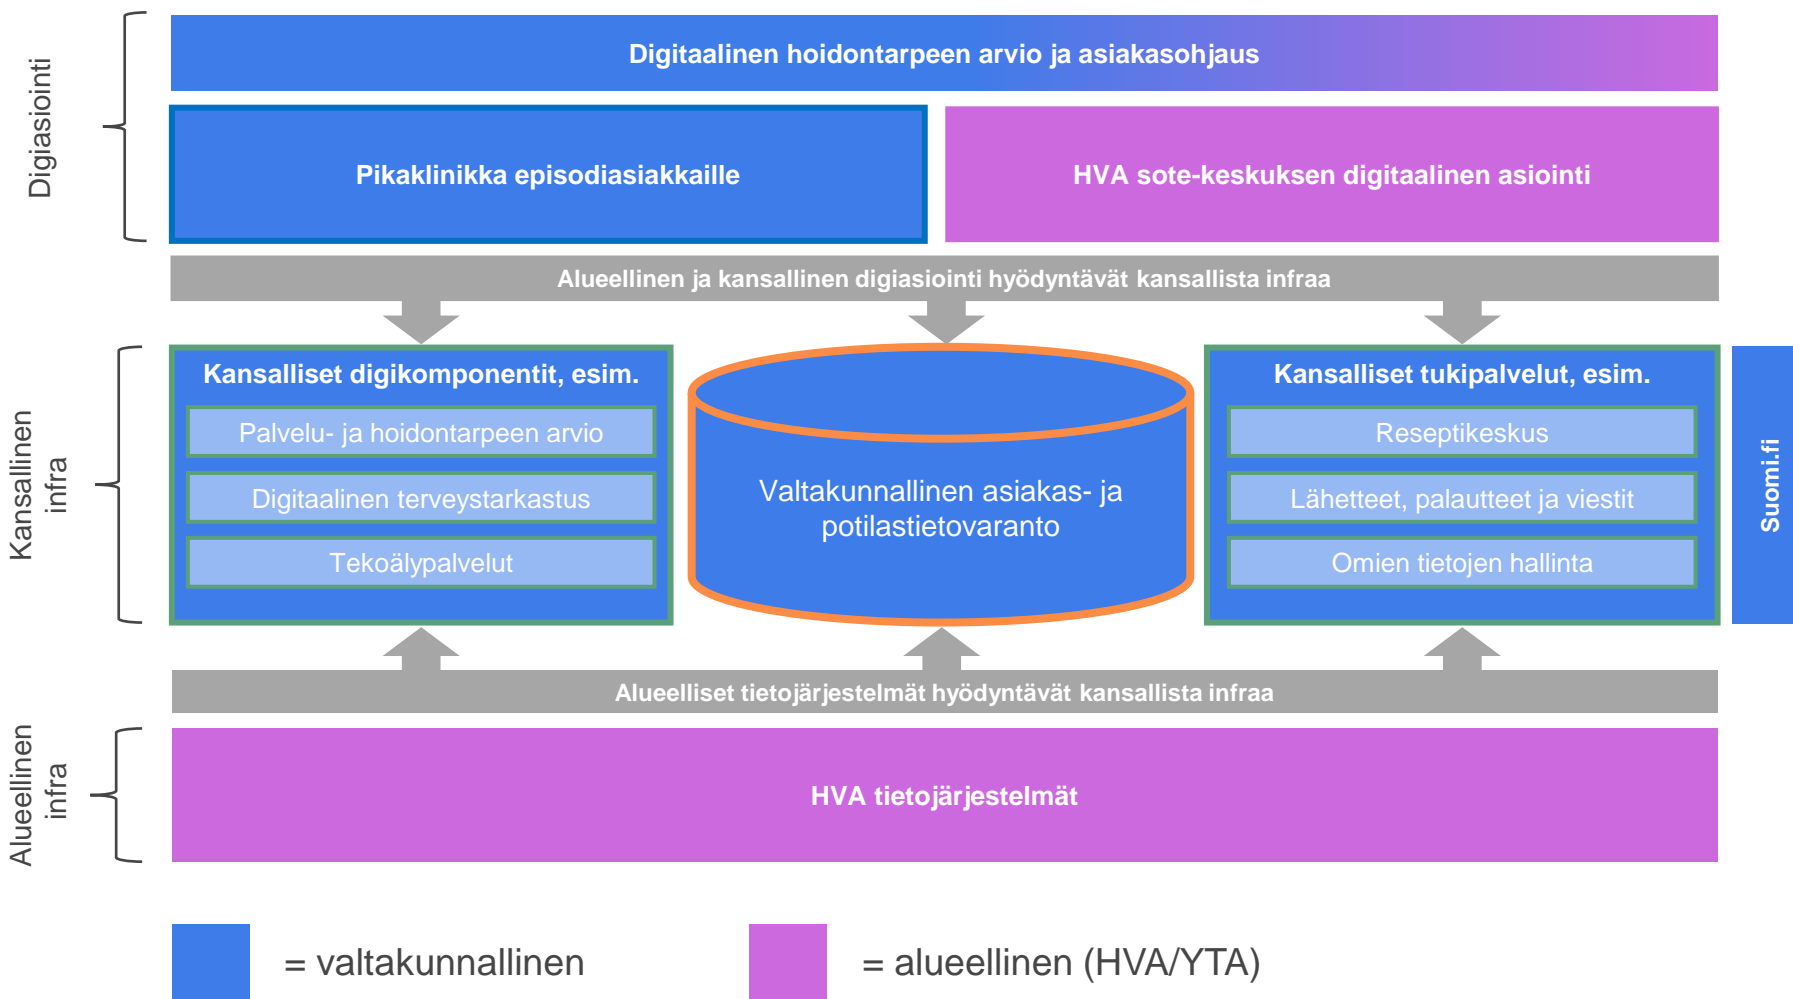 Digiasiointi
Digitaalinen hoidontarpeen arvio ja asiakasohjaus
Pikaklinikka episodiasiakkaille
HVA sote-keskuksen digitaalinen asiointi
Alueellinen ja kansallinen digiasiointi hyödyntävät kansallista infraa
Kansallinen
infra
Kansalliset digikomponentit, esim.
Palvelu- ja hoidontarpeen arvio
Digitaalinen terveystarkastus
Tekoälypalvelut
Valtakunnallinen asiakas- ja
potilastietovaranto
Kansalliset tukipalvelut, esim.
Reseptikeskus
Lähetteet, palautteet ja viestit
Omien tietojen hallinta
Suomi.fi
Alueelliset tietojärjestelmät hyödyntävät kansallista infraa
Alueellinen
infra
HVA tietojärjestelmät
= valtakunnallinen
= alueellinen (HVA/YTA)